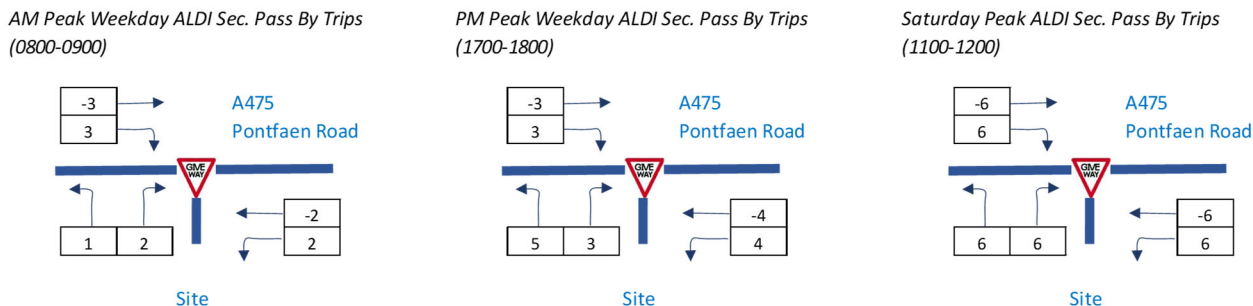 AM Peak Weekday ALDI Sec. Pass By Trips
(0800-0900)
-3
A475
3
Pontfaen Road
GIVE
WAY
-2
1 2
2
Site
PM Peak Weekday ALDI Sec. Pass By Trips
(1700-1800)
-3
A475
3
Pontfaen Road
GIVE
WAY
-4
5 3
4
Site
Saturday Peak ALDI Sec. Pass By Trips
(1100-1200)
-6
A475
6
Pontfaen Road
GIVE
WAY
-6
6 6
6
Site